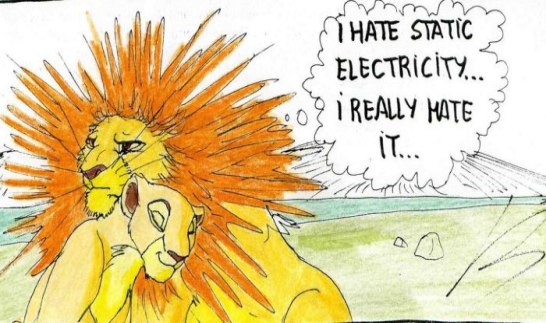 I HATE STATIC
ELECTRICITY...
i REALLY HATE
iT...